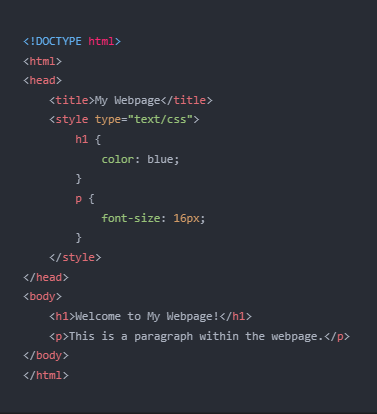 <!DOCTYPE html>
<html>
<head>
    <title>My Webpage</title>
    <style type="text/css">
        h1 {
            color: blue;
        }
        p {
            font-size: 16px;
        }
    </style>
</head>
<body>
    <h1>Welcome to My Webpage!</h1>
    <p>This is a paragraph within the webpage.</p>
</body>
</html>